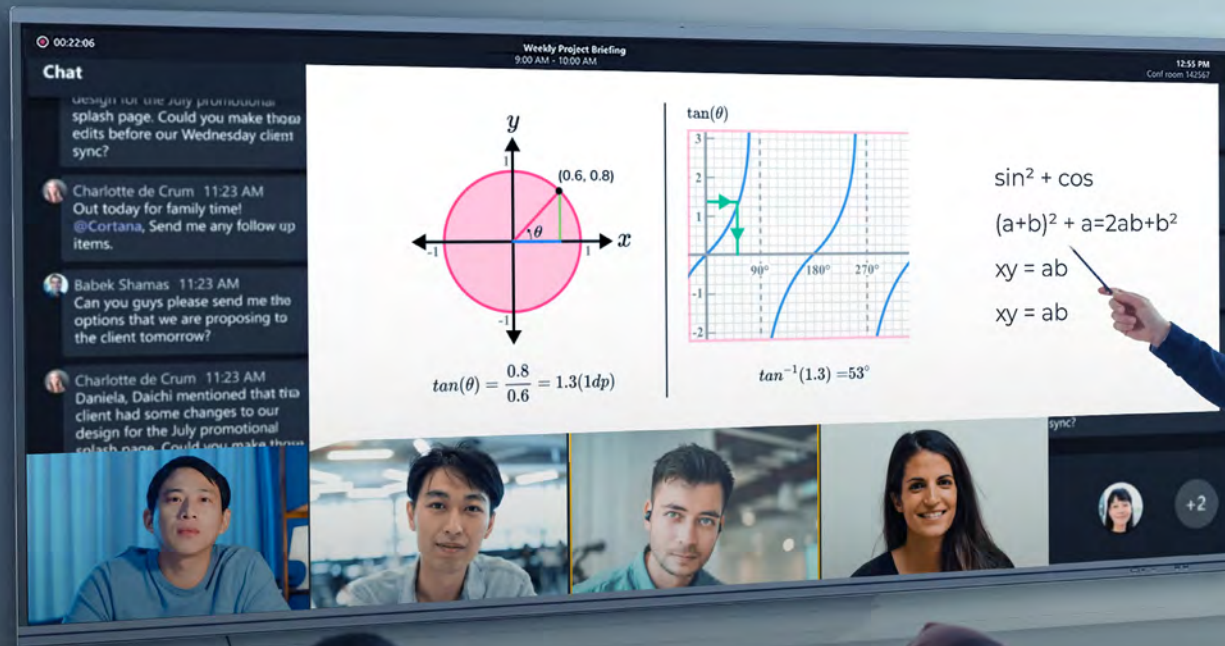 00:22:06
Weekly Project Briefing
9:00 AM - 10:00 AM
12:55 PM
Conf room 142567
Chat
design for the July promotional
splash page. Could you make those
edits before our Wednesday client
sync?
Charlotte de Crum 11:23 AM
Out today for family time!
@Cortana, Send me any follow up
items.
Babek Shamas 11:23 AM
Can you guys please send me the
options that we are proposing to
the client tomorrow?
Charlotte de Crum 11:23 AM
Daniela, Daichi mentioned that the
client had some changes to our
design for the July promotional
splash page. Could you make those
y
1
(0.6, 0.8)
θ
x
-1
1
-1
tan(θ) = 0.8/0.6 = 1.3(1dp)
tan(θ)
3
2
1
90° 180° 270°
-1
-2
tan⁻¹(1.3) =53°
sin² + cos
(a+b)² + a=2ab+b²
xy = ab
xy = ab
sync?
+2